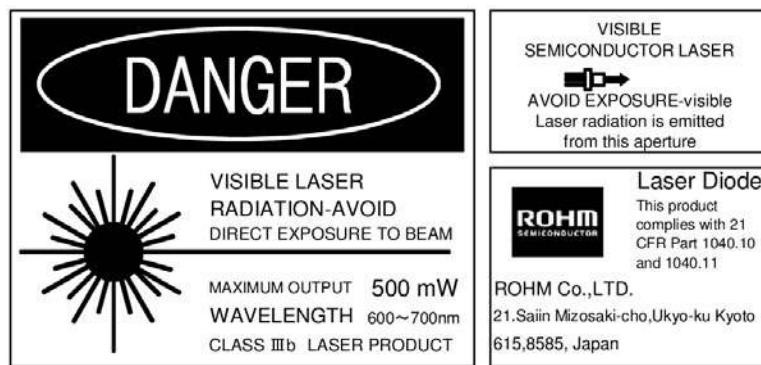 DANGER
VISIBLE LASER
RADIATION-AVOID
DIRECT EXPOSURE TO BEAM
MAXIMUM OUTPUT 500 mW
WAVELENGTH 600~700nm
CLASS Ⅲb LASER PRODUCT
VISIBLE
SEMICONDUCTOR LASER
AVOID EXPOSURE-visible
Laser radiation is emitted
from this aperture
ROHM
SEMICONDUCTOR
Laser Diode
This product
complies with 21
CFR Part 1040.10
and 1040.11
ROHM Co.,LTD.
21.Saiin Mizosaki-cho,Ukyo-ku Kyoto
615,8585, Japan